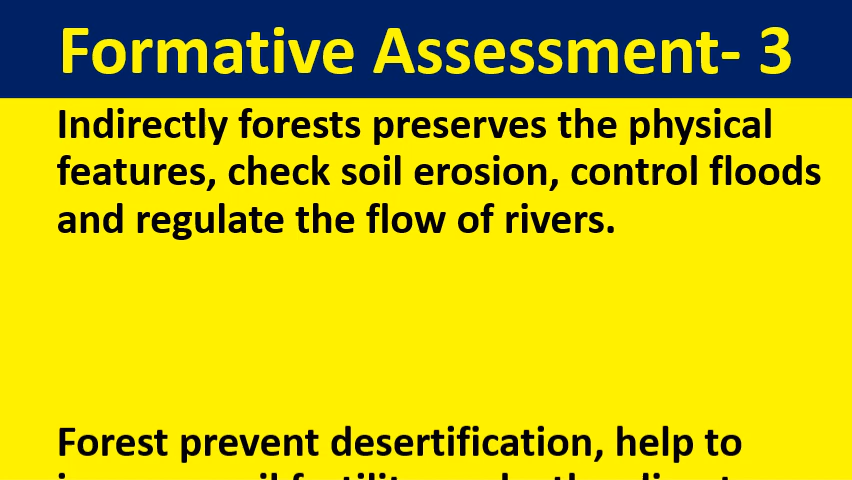 Formative Assessment- 3
Indirectly forests preserves the physical
features, check soil erosion, control floods
and regulate the flow of rivers.
Forest prevent desertification, help to